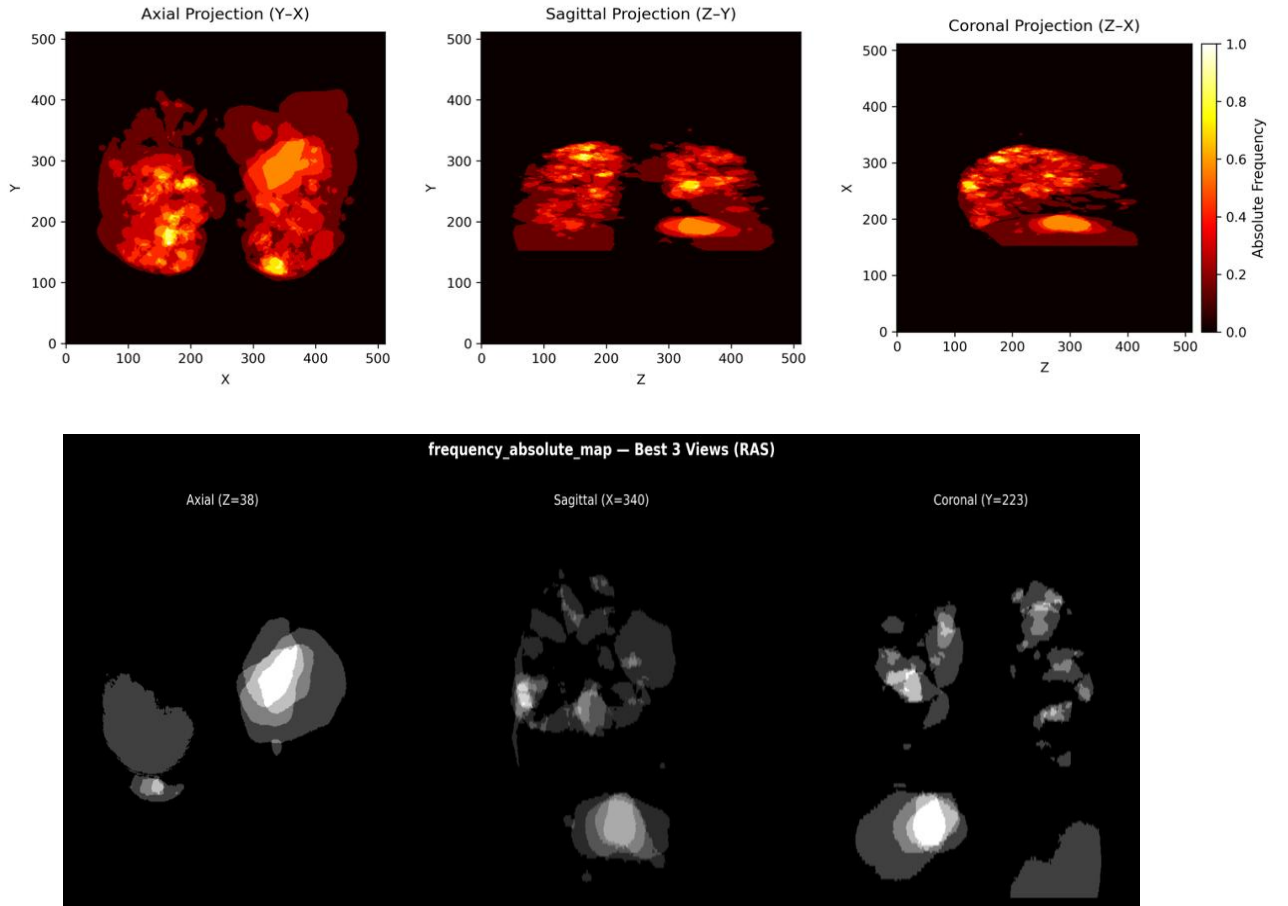 Axial Projection (Y–X)
500
400
300
200
100
0
Y
0 100 200 300 400 500
X
Sagittal Projection (Z–Y)
500
400
300
200
100
0
Y
0 100 200 300 400 500
Z
Coronal Projection (Z–X)
500
400
300
200
100
0
X
0 100 200 300 400 500
Z
1.0
0.8
0.6
0.4
0.2
0.0
Absolute Frequency
frequency_absolute_map — Best 3 Views (RAS)
Axial (Z=38)
Sagittal (X=340)
Coronal (Y=223)